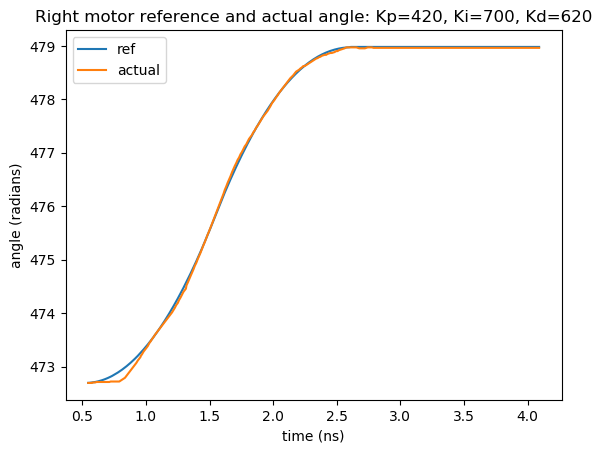 Right motor reference and actual angle: Kp=420, Ki=700, Kd=620
ref
actual
479
478
477
476
475
474
473
angle (radians)
0.5 1.0 1.5 2.0 2.5 3.0 3.5 4.0
time (ns)